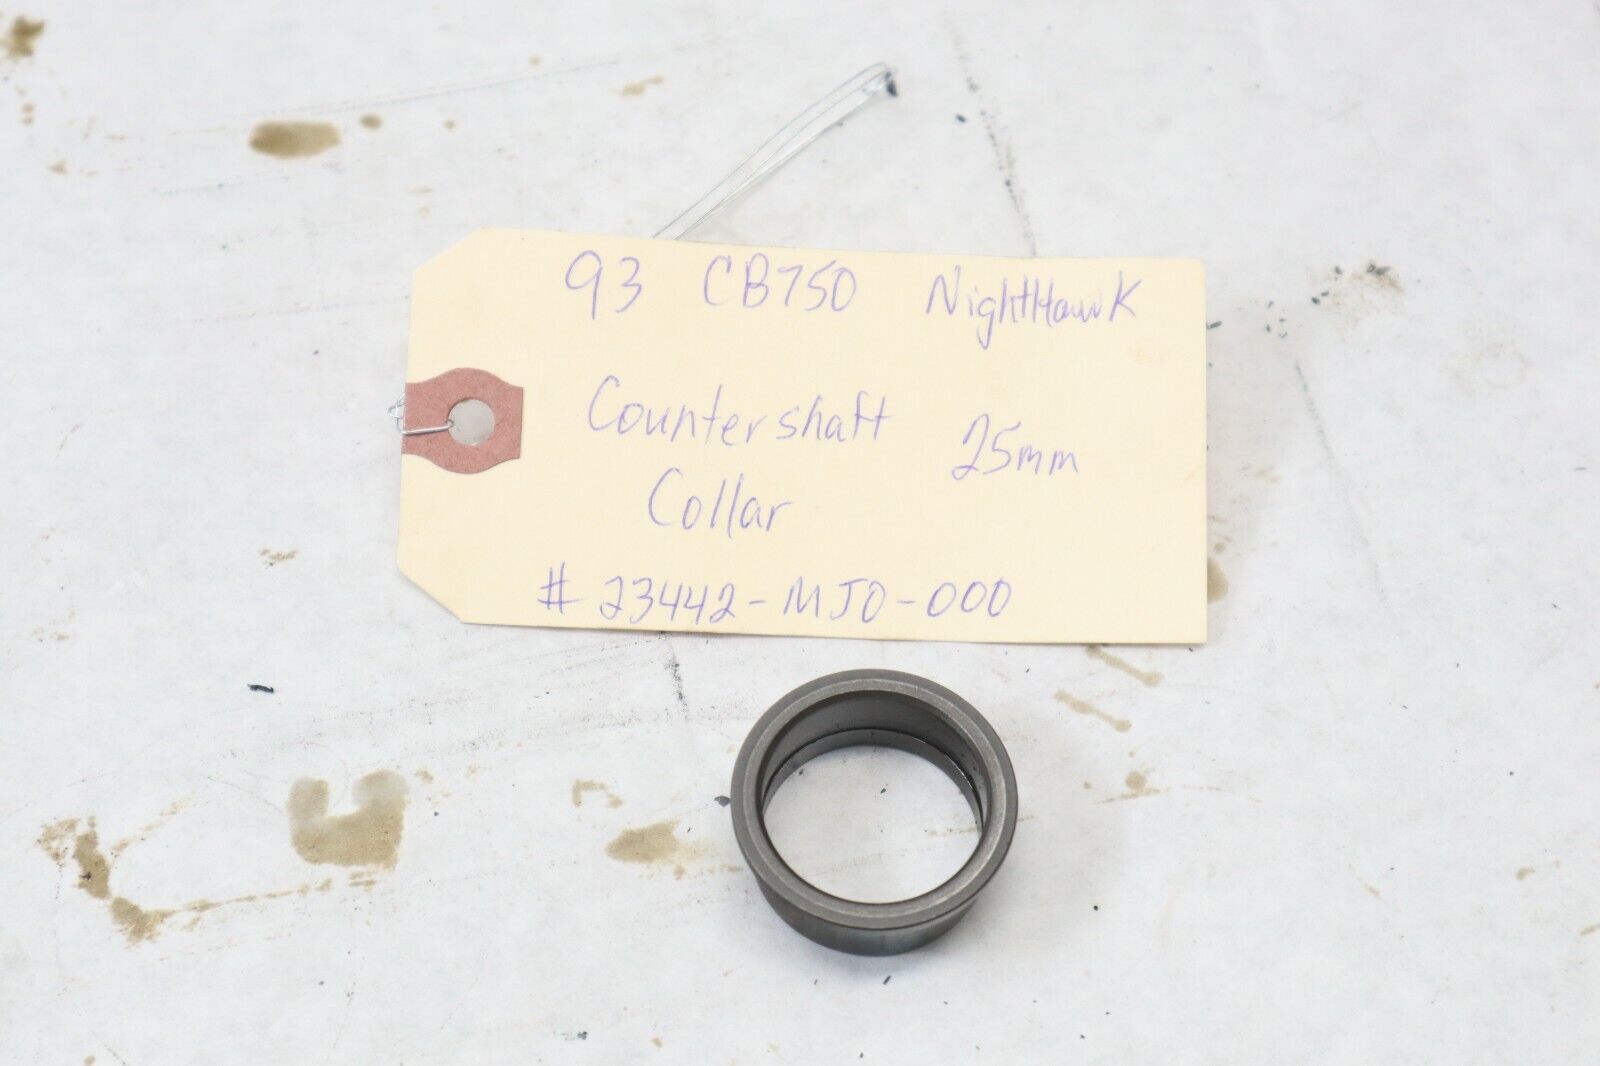 93 CB750 NightHawk
Countershaft 25mm
Collar
# 23442-MJ0-000